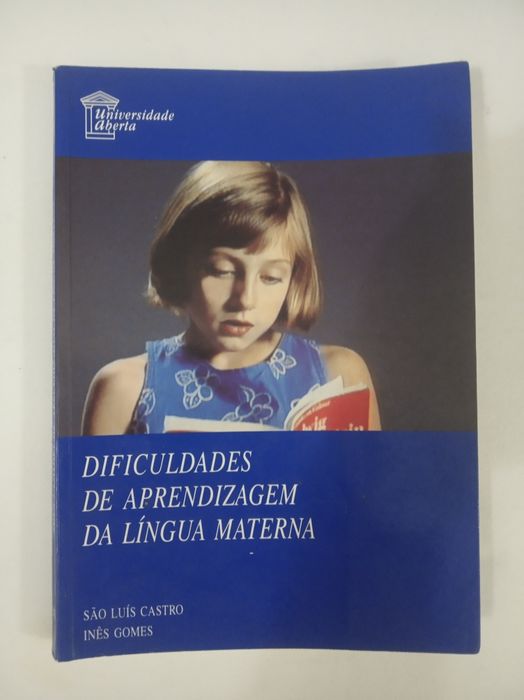 Universidade
aberta
DIFICULDADES
DE APRENDIZAGEM
DA LÍNGUA MATERNA
SÃO LUÍS CASTRO
INÊS GOMES